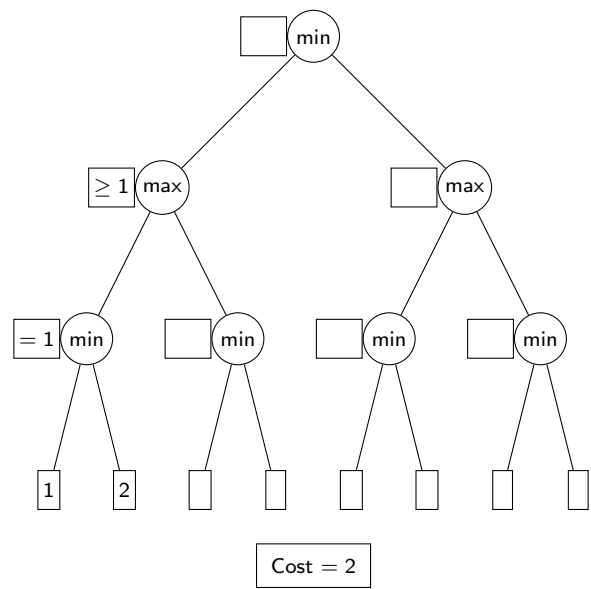 min
≥ 1 max max
= 1 min min min min
1 2
Cost = 2